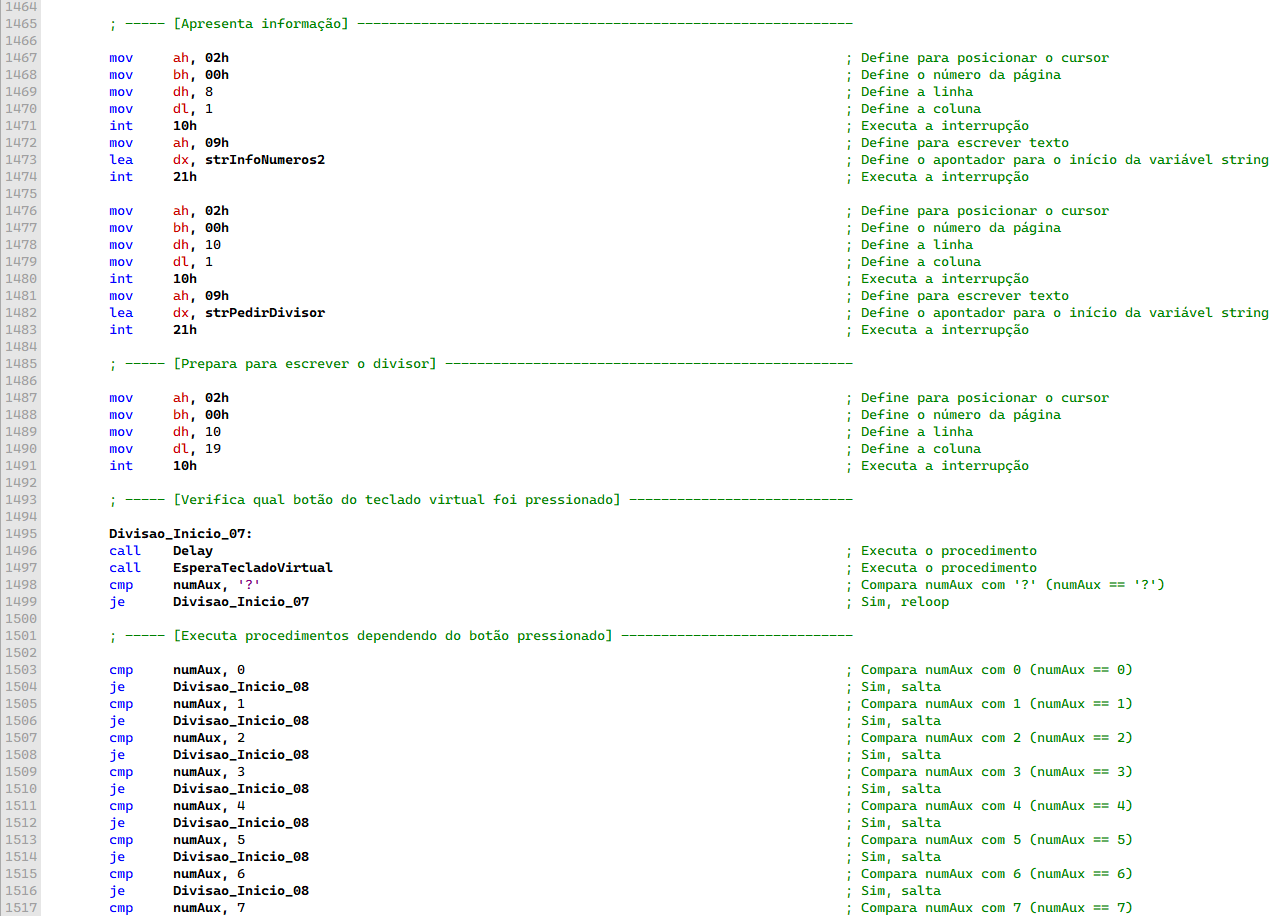 1464
1465 ; ----- [Apresenta informação] --------------------------------------------------------------
1466
1467 mov ah, 02h ; Define para posicionar o cursor
1468 mov bh, 00h ; Define o número da página
1469 mov dh, 8 ; Define a linha
1470 mov dl, 1 ; Define a coluna
1471 int 10h ; Executa a interrupção
1472 mov ah, 09h ; Define para escrever texto
1473 lea dx, strInfoNumeros2 ; Define o apontador para o início da variável string
1474 int 21h ; Executa a interrupção
1475
1476 mov ah, 02h ; Define para posicionar o cursor
1477 mov bh, 00h ; Define o número da página
1478 mov dh, 10 ; Define a linha
1479 mov dl, 1 ; Define a coluna
1480 int 10h ; Executa a interrupção
1481 mov ah, 09h ; Define para escrever texto
1482 lea dx, strPedirDivisor ; Define o apontador para o início da variável string
1483 int 21h ; Executa a interrupção
1484
1485 ; ----- [Prepara para escrever o divisor] ---------------------------------------------------
1486
1487 mov ah, 02h ; Define para posicionar o cursor
1488 mov bh, 00h ; Define o número da página
1489 mov dh, 10 ; Define a linha
1490 mov dl, 19 ; Define a coluna
1491 int 10h ; Executa a interrupção
1492
1493 ; ----- [Verifica qual botão do teclado virtual foi pressionado] ----------------------------
1494
1495 Divisao_Inicio_07:
1496 call Delay ; Executa o procedimento
1497 call EsperaTecladoVirtual ; Executa o procedimento
1498 cmp numAux, '?' ; Compara numAux com '?' (numAux == '?')
1499 je Divisao_Inicio_07 ; Sim, reloop
1500
1501 ; ----- [Executa procedimentos dependendo do botão pressionado] -----------------------------
1502
1503 cmp numAux, 0 ; Compara numAux com 0 (numAux == 0)
1504 je Divisao_Inicio_08 ; Sim, salta
1505 cmp numAux, 1 ; Compara numAux com 1 (numAux == 1)
1506 je Divisao_Inicio_08 ; Sim, salta
1507 cmp numAux, 2 ; Compara numAux com 2 (numAux == 2)
1508 je Divisao_Inicio_08 ; Sim, salta
1509 cmp numAux, 3 ; Compara numAux com 3 (numAux == 3)
1510 je Divisao_Inicio_08 ; Sim, salta
1511 cmp numAux, 4 ; Compara numAux com 4 (numAux == 4)
1512 je Divisao_Inicio_08 ; Sim, salta
1513 cmp numAux, 5 ; Compara numAux com 5 (numAux == 5)
1514 je Divisao_Inicio_08 ; Sim, salta
1515 cmp numAux, 6 ; Compara numAux com 6 (numAux == 6)
1516 je Divisao_Inicio_08 ; Sim, salta
1517 cmp numAux, 7 ; Compara numAux com 7 (numAux == 7)